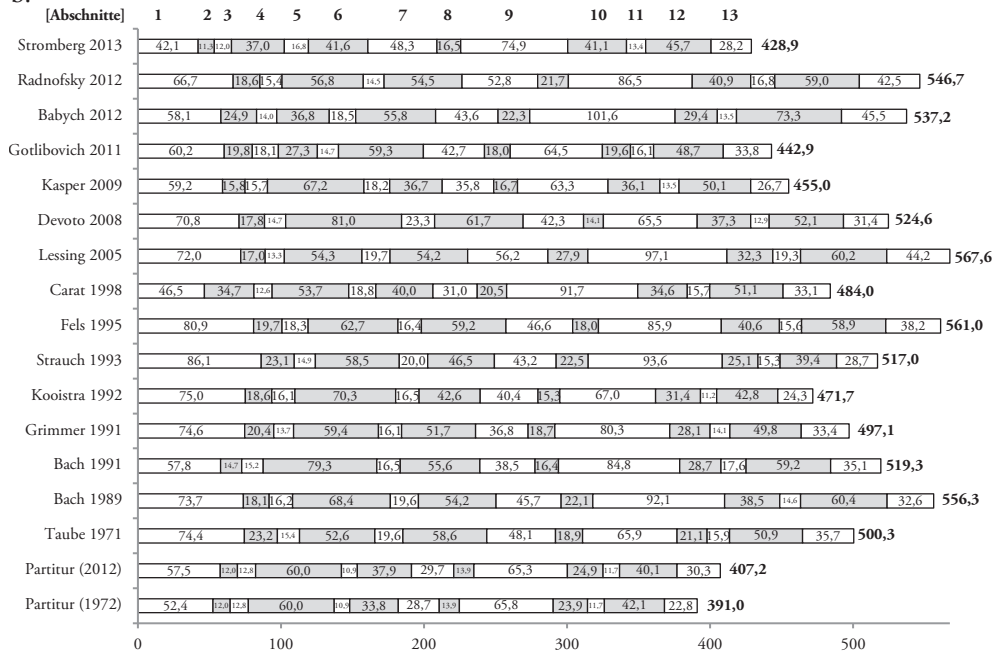 [Abschnitte] 1 2 3 4 5 6 7 8 9 10 11 12 13
Stromberg 2013 42,1 11,3 12,0 37,0 16,8 41,6 48,3 16,5 74,9 41,1 13,4 45,7 28,2 428,9
Radnofsky 2012 66,7 18,6 15,4 56,8 14,5 54,5 52,8 21,7 86,5 40,9 16,8 59,0 42,5 546,7
Babych 2012 58,1 24,9 14,0 36,8 18,5 55,8 43,6 22,3 101,6 29,4 13,5 73,3 45,5 537,2
Gotlibovich 2011 60,2 19,8 18,1 27,3 14,7 59,3 42,7 18,0 64,5 19,6 16,1 48,7 33,8 442,9
Kasper 2009 59,2 15,8 15,7 67,2 18,2 36,7 35,8 16,7 63,3 36,1 13,5 50,1 26,7 455,0
Devoto 2008 70,8 17,8 14,7 81,0 23,3 61,7 42,3 14,1 65,5 37,3 12,9 52,1 31,4 524,6
Lessing 2005 72,0 17,0 13,3 54,3 19,7 54,2 56,2 27,9 97,1 32,3 19,3 60,2 44,2 567,6
Carat 1998 46,5 34,7 12,6 53,7 18,8 40,0 31,0 20,5 91,7 34,6 15,7 51,1 33,1 484,0
Fels 1995 80,9 19,7 18,3 62,7 16,4 59,2 46,6 18,0 85,9 40,6 15,6 58,9 38,2 561,0
Strauch 1993 86,1 23,1 14,9 58,5 20,0 46,5 43,2 22,5 93,6 25,1 15,3 39,4 28,7 517,0
Kooistra 1992 75,0 18,6 16,1 70,3 16,5 42,6 40,4 15,3 67,0 31,4 11,2 42,8 24,3 471,7
Grimmer 1991 74,6 20,4 13,7 59,4 16,1 51,7 36,8 18,7 80,3 28,1 14,1 49,8 33,4 497,1
Bach 1991 57,8 14,7 15,2 79,3 16,5 55,6 38,5 16,4 84,8 28,7 17,6 59,2 35,1 519,3
Bach 1989 73,7 18,1 16,2 68,4 19,6 54,2 45,7 22,1 92,1 38,5 14,6 60,4 32,6 556,3
Taube 1971 74,4 23,2 15,4 52,6 19,6 58,6 48,1 18,9 65,9 21,1 15,9 50,9 35,7 500,3
Partitur (2012) 57,5 12,0 12,8 60,0 10,9 37,9 29,7 13,9 65,3 24,9 11,7 40,1 30,3 407,2
Partitur (1972) 52,4 12,0 12,8 60,0 10,9 33,8 28,7 13,9 65,8 23,9 11,7 42,1 22,8 391,0
0 100 200 300 400 500